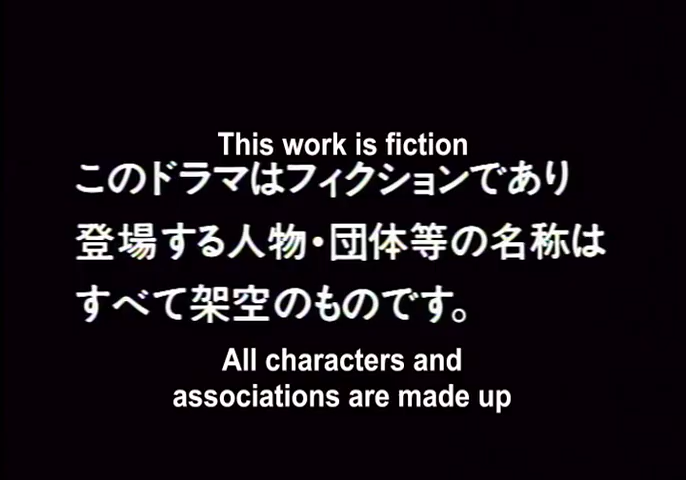 This work is fiction
このドラマはフィクションであり
登場する人物・団体等の名称は
すべて架空のものです。
All characters and
associations are made up